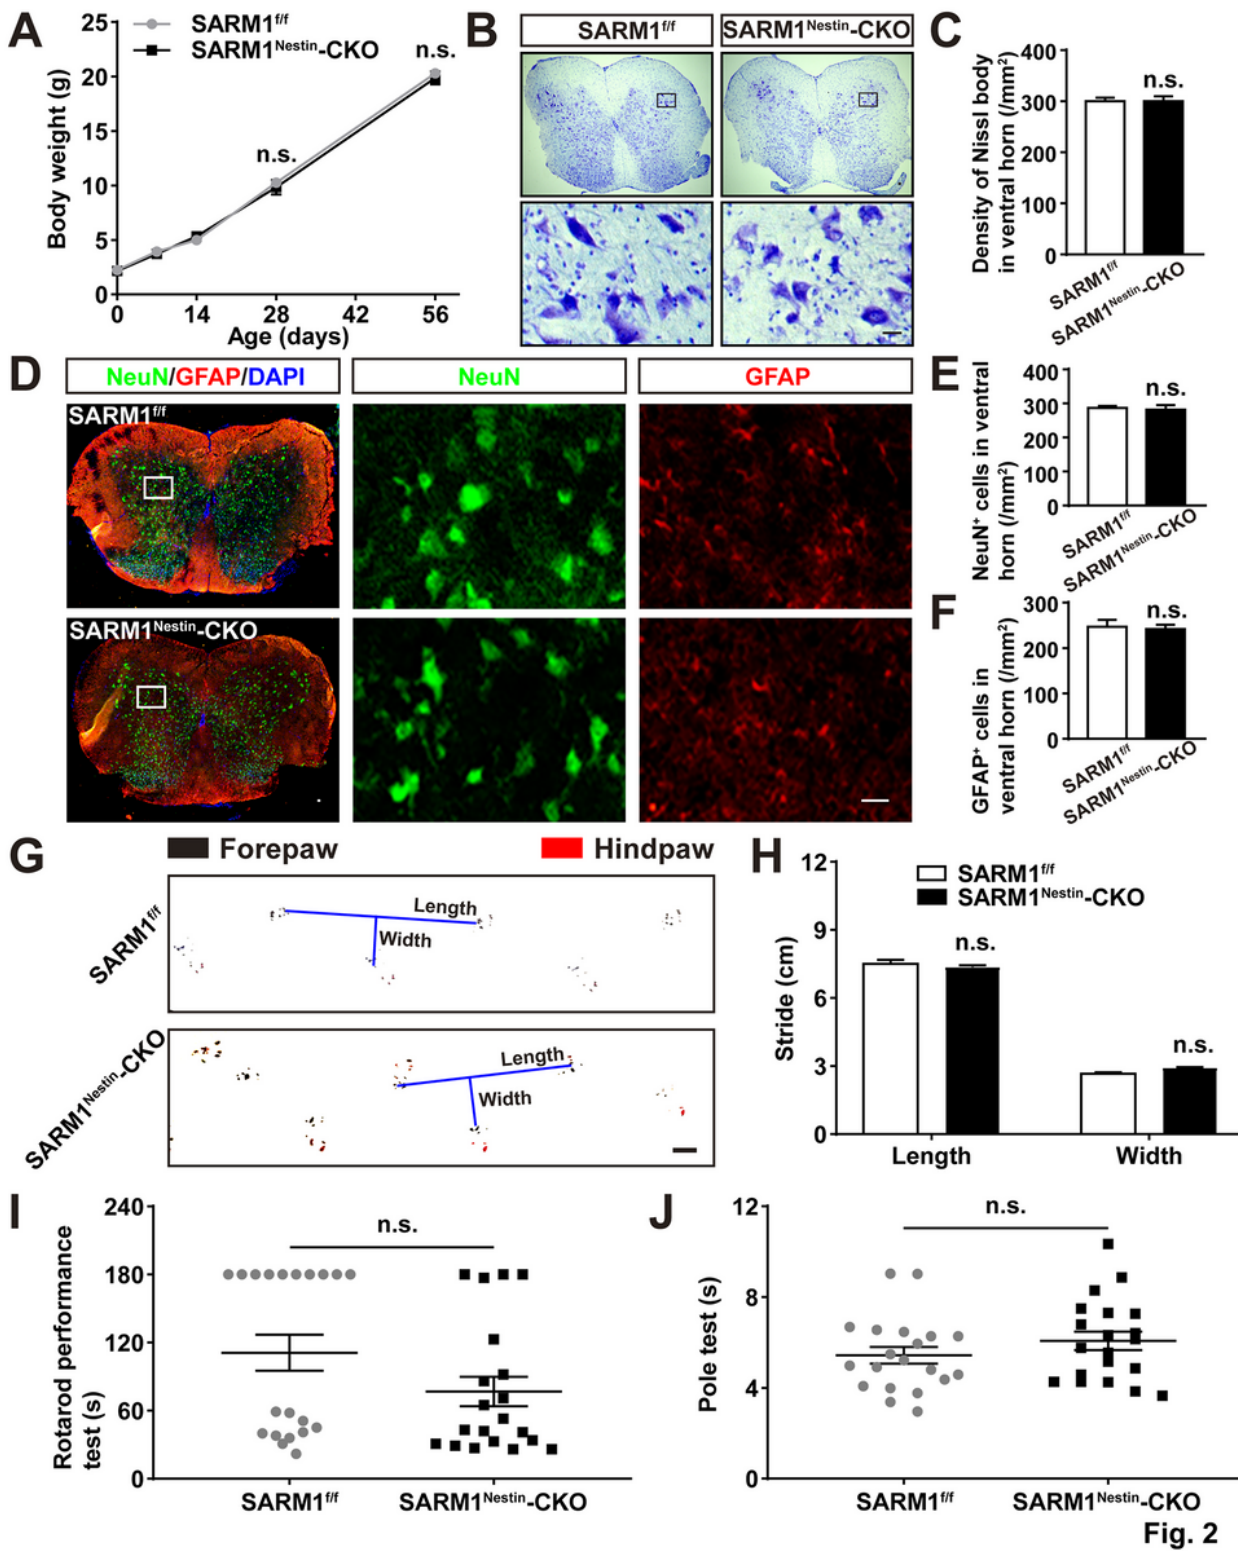 A
25
20
15
10
5
0
Body weight (g)
SARM1f/f
SARM1Nestin-CKO
n.s.
n.s.
0 14 28 42 56
Age (days)
B
SARM1f/f
SARM1Nestin-CKO
C
400
300
200
100
0
Density of Nissl body
in ventral horn (/mm²)
n.s.
SARM1f/f
SARM1Nestin-CKO
D
NeuN/GFAP/DAPI
NeuN
GFAP
SARM1f/f
SARM1Nestin-CKO
E
400
300
200
100
0
NeuN+ cells in ventral
horn (/mm²)
n.s.
SARM1f/f
SARM1Nestin-CKO
F
300
200
100
0
GFAP+ cells in
ventral horn (/mm²)
n.s.
SARM1f/f
SARM1Nestin-CKO
G
Forepaw
Hindpaw
SARM1f/f
Length
Width
SARM1Nestin-CKO
Length
Width
H
12
9
6
3
0
Stride (cm)
SARM1f/f
SARM1Nestin-CKO
n.s.
n.s.
Length Width
I
240
180
120
60
0
Rotarod performance
test (s)
n.s.
SARM1f/f SARM1Nestin-CKO
J
12
8
4
0
Pole test (s)
n.s.
SARM1f/f SARM1Nestin-CKO
Fig. 2